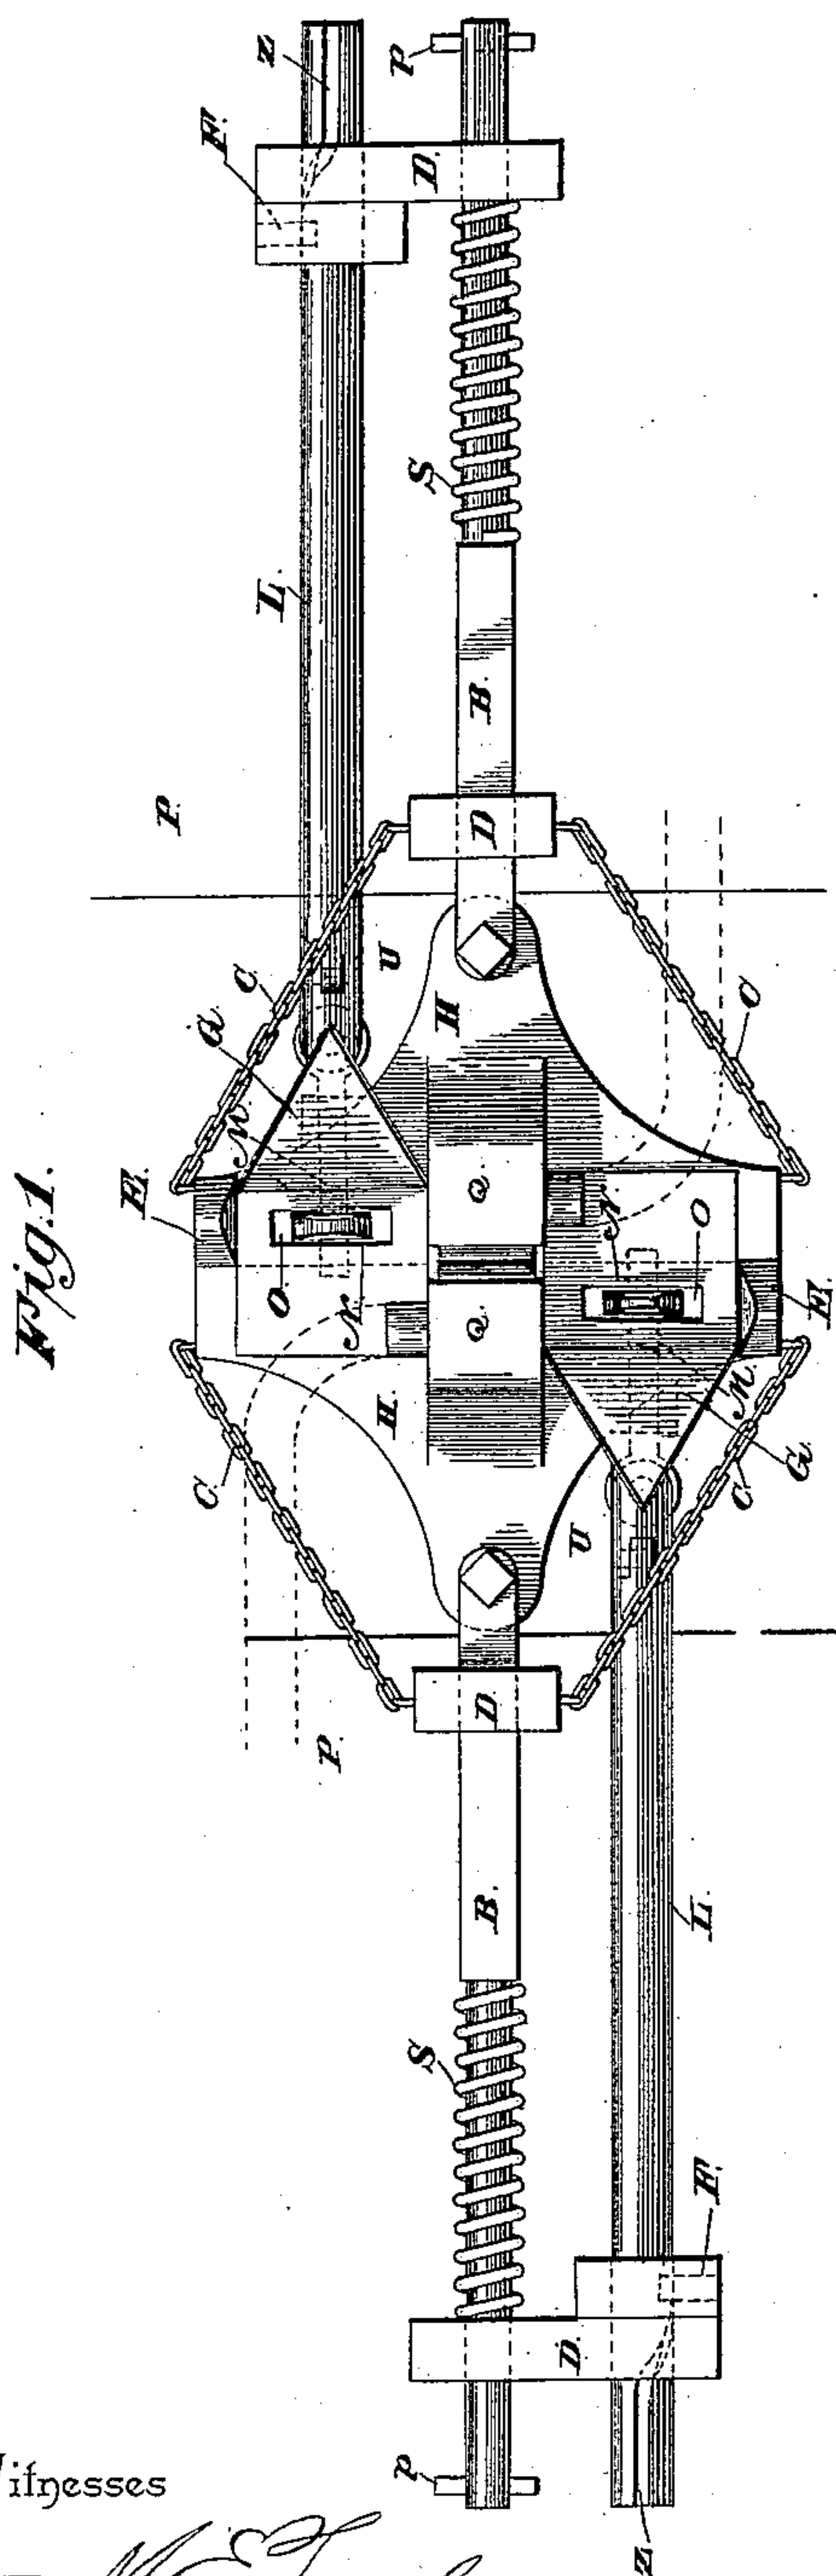 Fig. 1.
Z
P
F.
D.
S
L.
B.
P.
D
C
U
H
G.
M.
C
E.
Q.
O.
N.
O
N.
Q.
E.
H.
M.
G.
C
C
U
P.
D.
B.
L.
S
F.
D.
P
Z
Witnesses